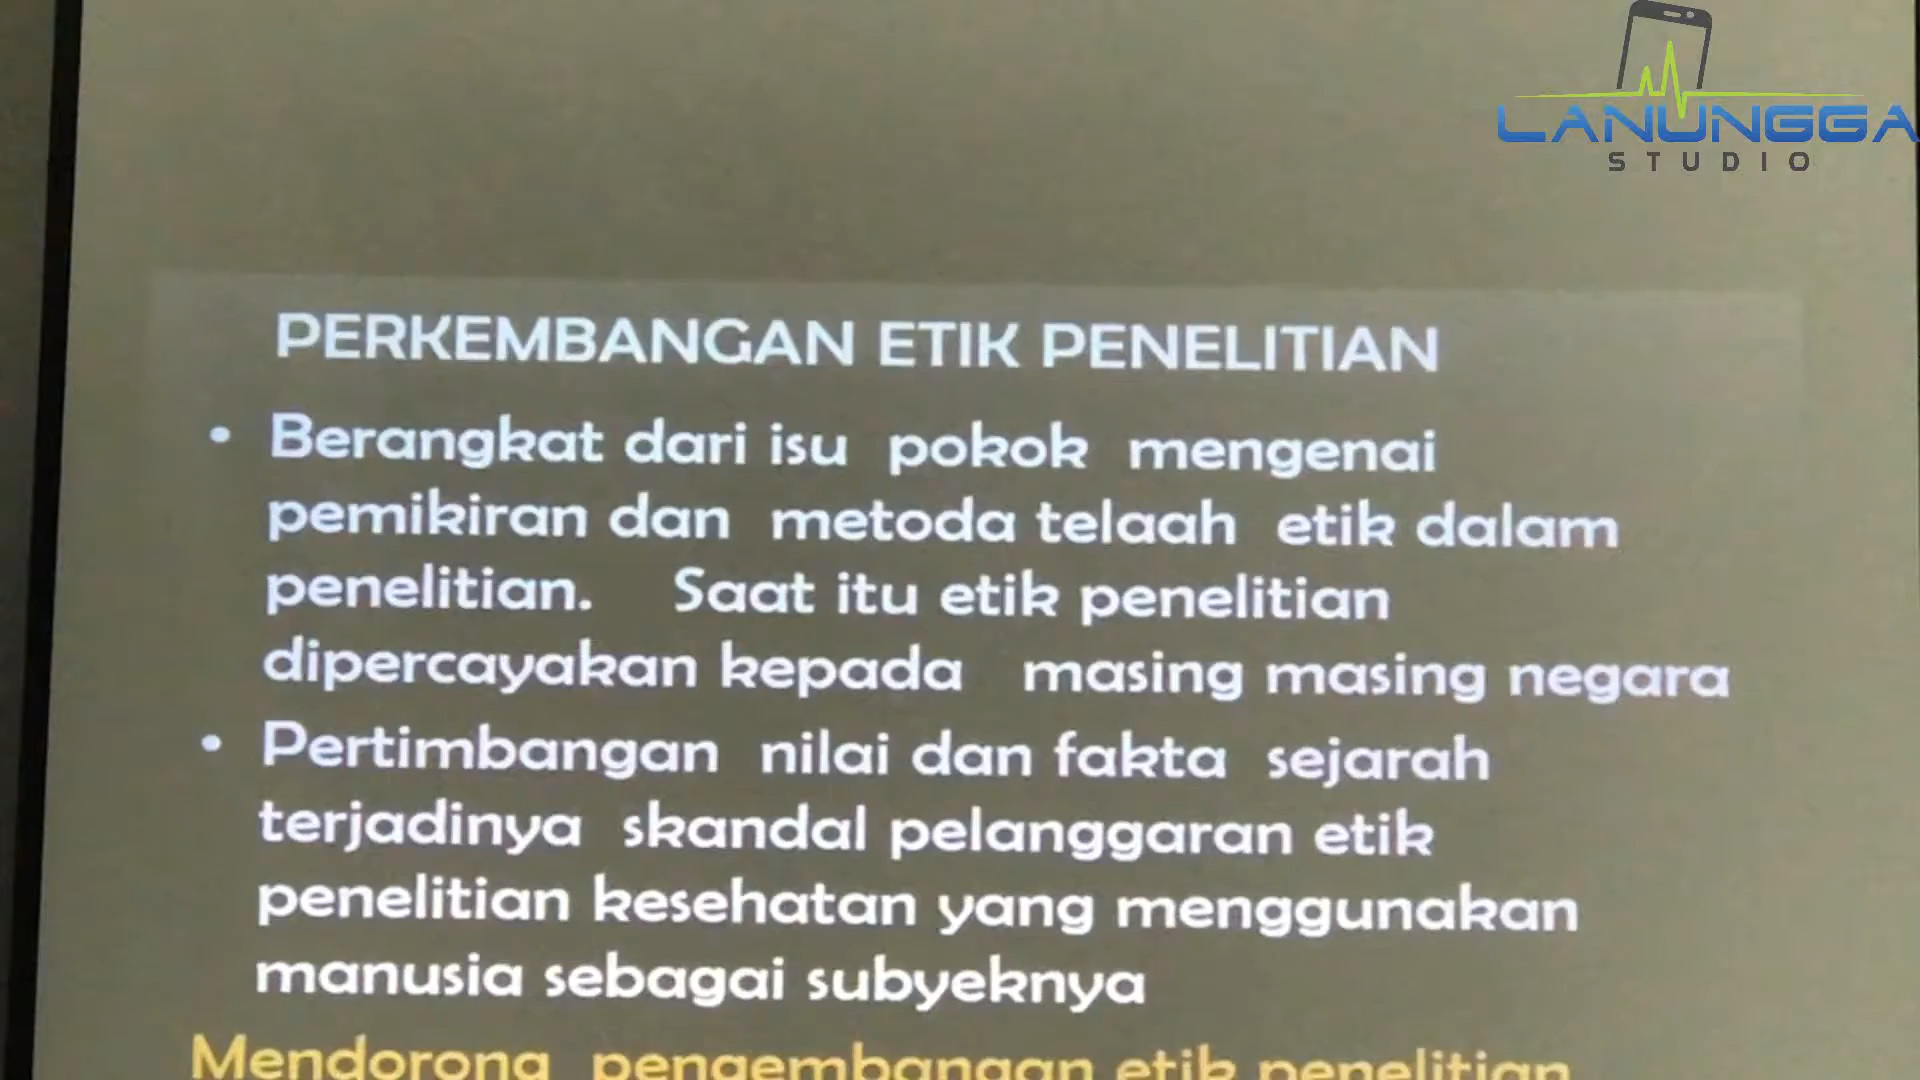 LANUNGGA
STUDIO
PERKEMBANGAN ETIK PENELITIAN
• Berangkat dari isu pokok mengenai
pemikiran dan metoda telaah etik dalam
penelitian. Saat itu etik penelitian
dipercayakan kepada masing masing negara
• Pertimbangan nilai dan fakta sejarah
terjadinya skandal pelanggaran etik
penelitian kesehatan yang menggunakan
manusia sebagai subyeknya
Mendorong pengembangan etik penelitian